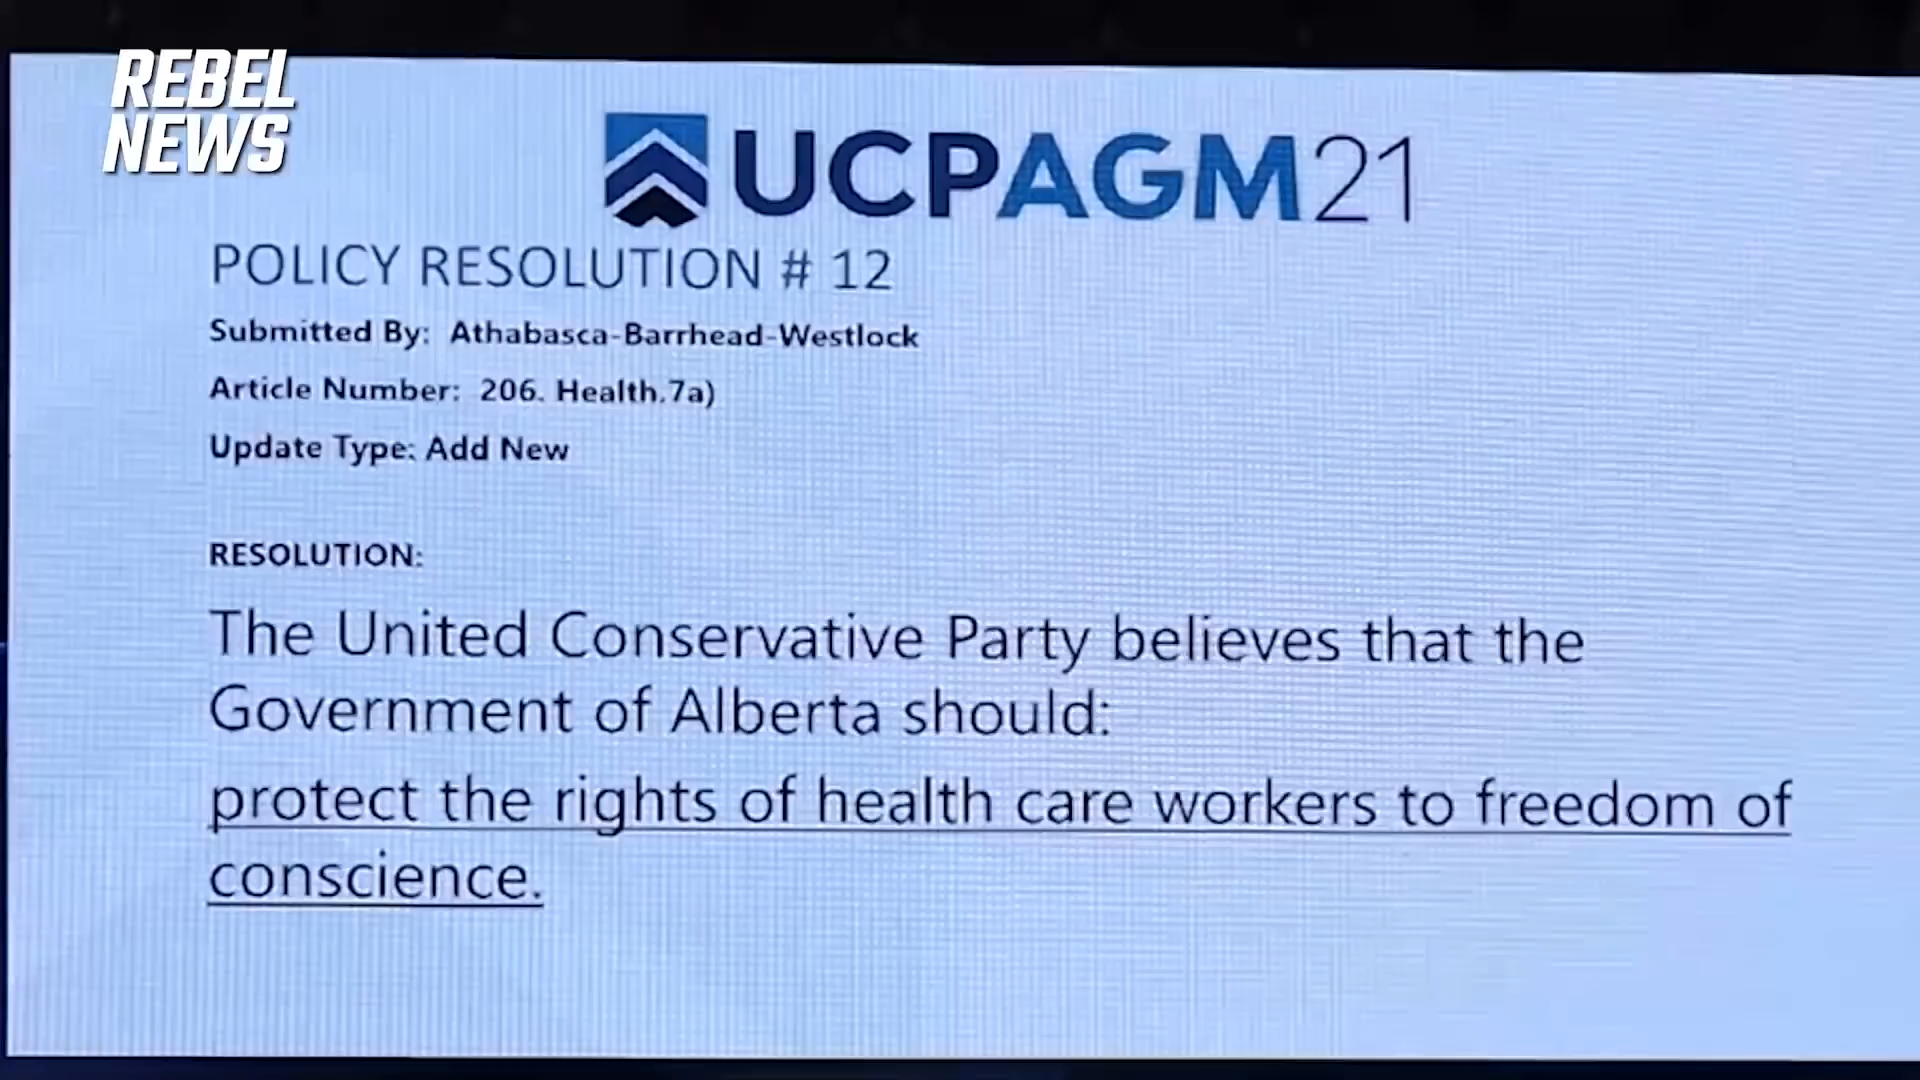 REBEL
NEWS
UCPAGM21
POLICY RESOLUTION # 12
Submitted By: Athabasca-Barrhead-Westlock
Article Number: 206. Health.7a)
Update Type: Add New
RESOLUTION:
The United Conservative Party believes that the
Government of Alberta should:
protect the rights of health care workers to freedom of
conscience.